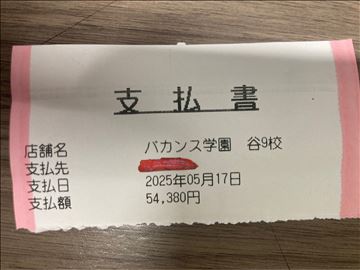 支払書
店舗名 バカンス学園 谷9校
支払先
支払日 2025年05月17日
支払額 54,380円